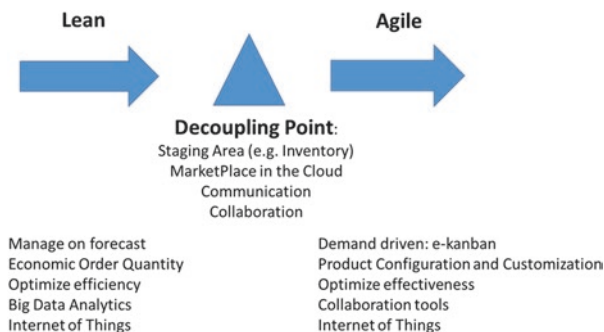 Lean
Agile
Decoupling Point:
Staging Area (e.g. Inventory)
MarketPlace in the Cloud
Communication
Collaboration
Manage on forecast
Economic Order Quantity
Optimize efficiency
Big Data Analytics
Internet of Things
Demand driven: e-kanban
Product Configuration and Customization
Optimize effectiveness
Collaboration tools
Internet of Things